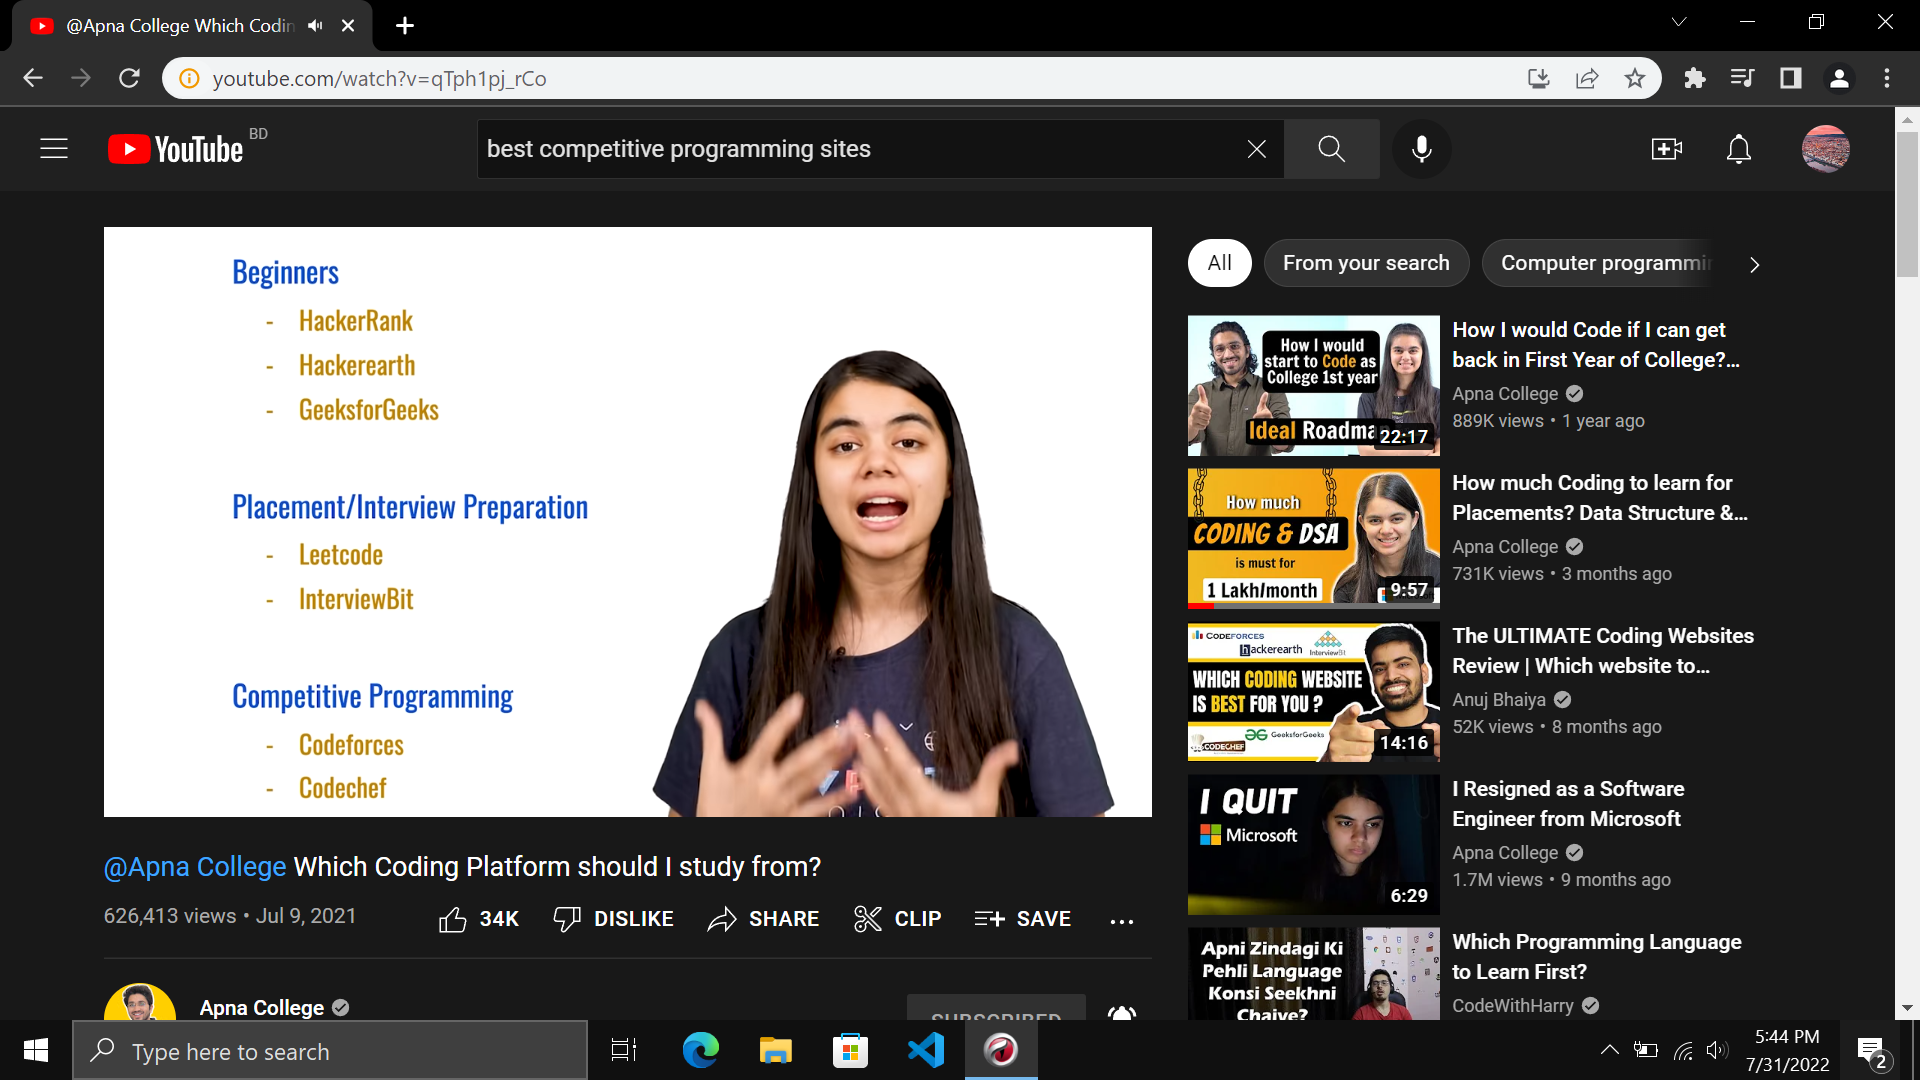 @Apna College Which Codin
youtube.com/watch?v=qTph1pj_rCo
YouTube BD
best competitive programming sites
Beginners
- HackerRank
- Hackerearth
- GeeksforGeeks
Placement/Interview Preparation
- Leetcode
- InterviewBit
Competitive Programming
- Codeforces
- Codechef
@Apna College Which Coding Platform should I study from?
626,413 views • Jul 9, 2021
34K
DISLIKE
SHARE
CLIP
SAVE
Apna College
SUBSCRIBED
All
From your search
Computer programmin
How I would
start to Code as
College 1st year
Ideal Roadma
22:17
How I would Code if I can get
back in First Year of College?...
Apna College
889K views • 1 year ago
How much
CODING & DSA
is must for
1 Lakh/month
9:57
How much Coding to learn for
Placements? Data Structure &...
Apna College
731K views • 3 months ago
CODEFORCES
hackerearth
InterviewBit
WHICH CODING WEBSITE
IS BEST FOR YOU ?
CODECHEF
GeeksforGeeks
14:16
The ULTIMATE Coding Websites
Review | Which website to...
Anuj Bhaiya
52K views • 8 months ago
I QUIT
Microsoft
6:29
I Resigned as a Software
Engineer from Microsoft
Apna College
1.7M views • 9 months ago
Apni Zindagi Ki
Pehli Language
Konsi Seekhni
Chaiye?
Which Programming Language
to Learn First?
CodeWithHarry
Type here to search
5:44 PM
7/31/2022
2